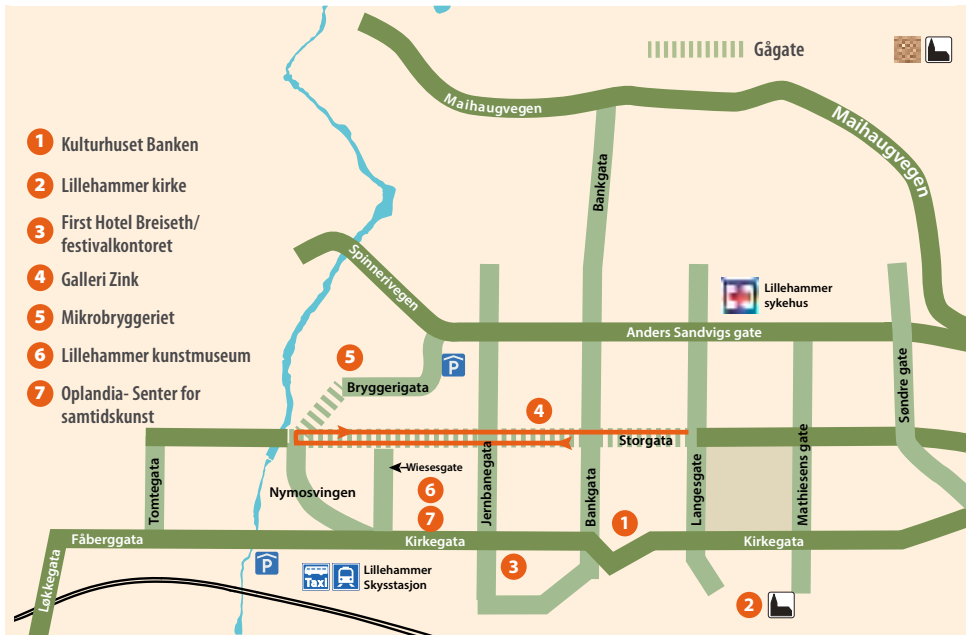 Gågate
1 Kulturhuset Banken
2 Lillehammer kirke
3 First Hotel Breiseth/
festivalkontoret
4 Galleri Zink
5 Mikrobryggeriet
6 Lillehammer kunstmuseum
7 Oplandia- Senter for
samtidskunst
Maihaugvegen
Maihaugvegen
Bankgata
Spinnerivegen
Lillehammer
sykehus
Anders Sandvigs gate
5
P
Bryggerigata
Søndre gate
4
Storgata
Tomtegata
Nymosvingen
Wiesesgate
6
7
Jernbanegata
Bankgata
Langesgate
Mathiesens gate
1
Fåberggata
Kirkegata
Kirkegata
Løkkegata
P
Taxi
Lillehammer
Skysstasjon
3
2